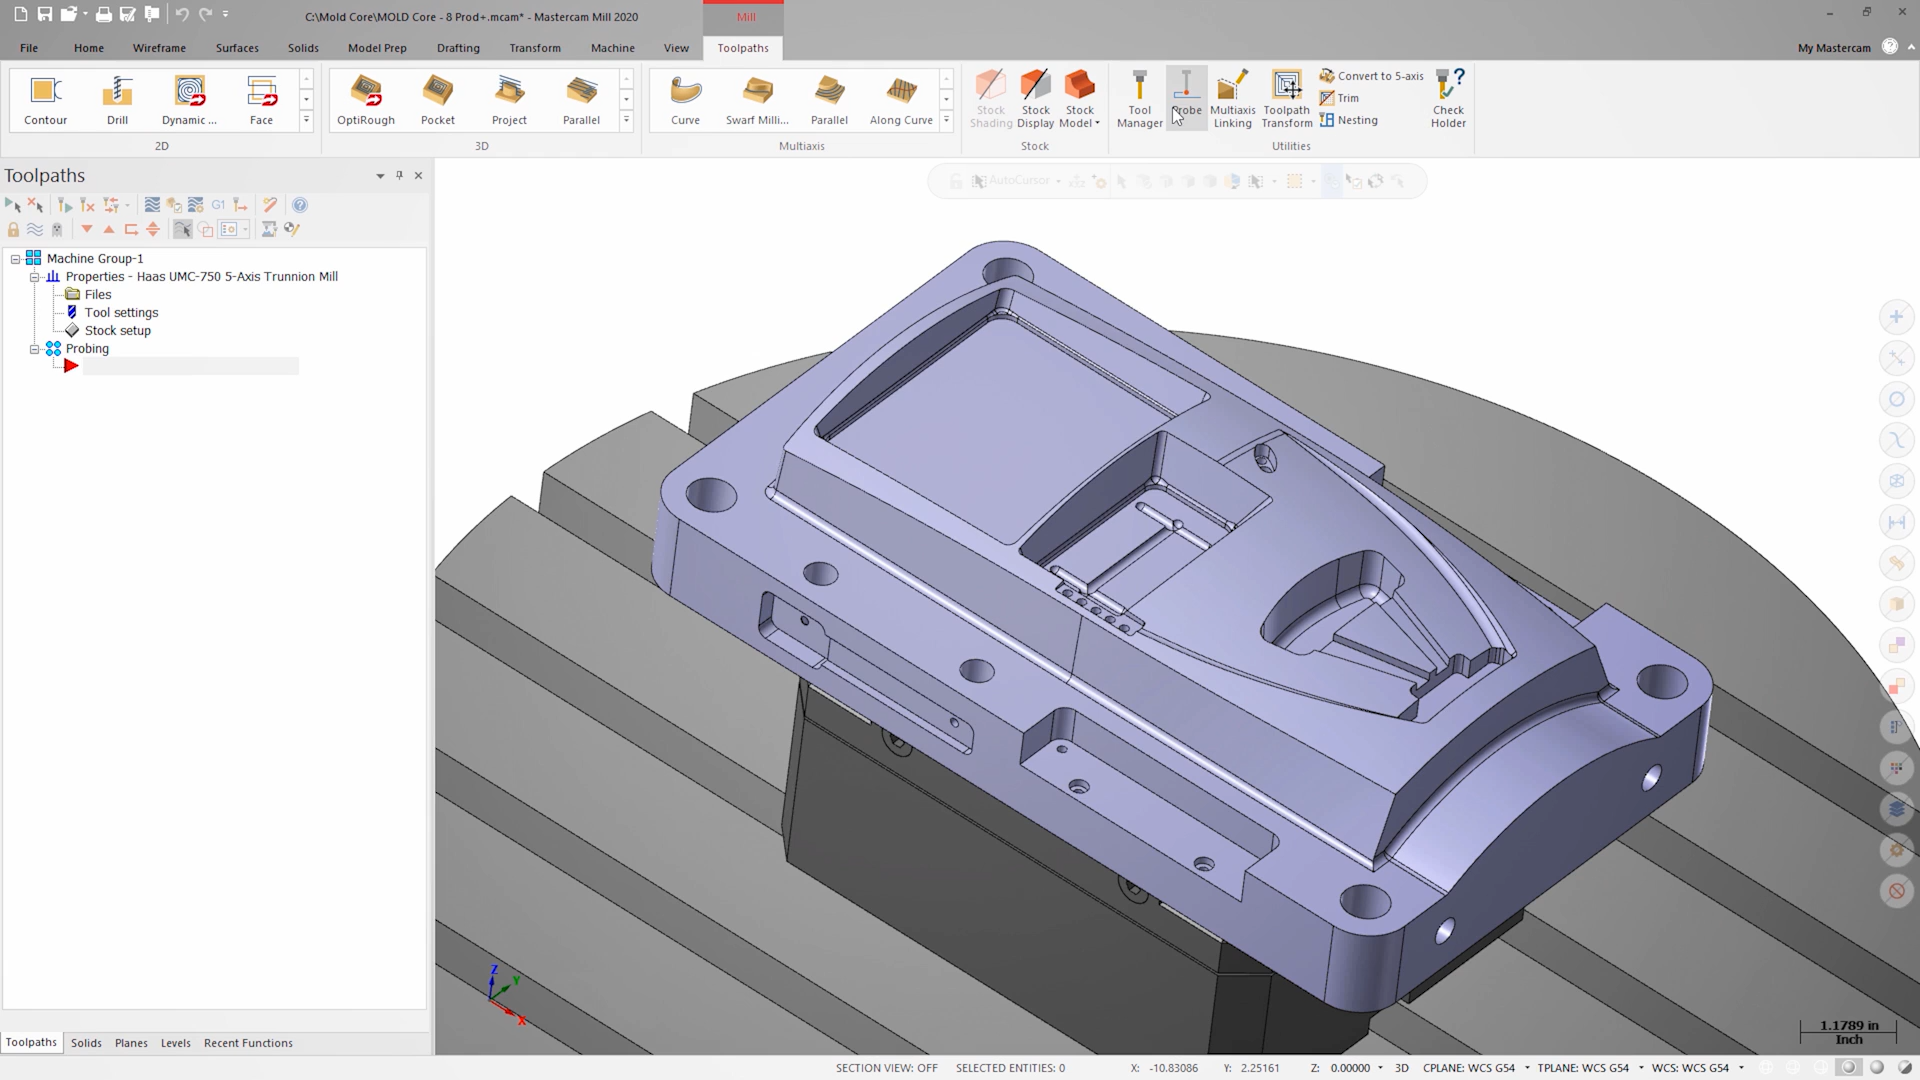 C:\Mold Core\MOLD Core - 8 Prod+.mcam* - Mastercam Mill 2020
Mill
File Home Wireframe Surfaces Solids Model Prep Drafting Transform Machine View Toolpaths
My Mastercam
Contour Drill Dynamic ... Face
2D
OptiRough Pocket Project Parallel
3D
Curve Swarf Milli... Parallel Along Curve
Multiaxis
Stock Shading
Stock Display
Stock Model
Stock
Tool Manager
Probe
Multiaxis Linking
Toolpath Transform
Convert to 5-axis
Trim
Nesting
Check Holder
Utilities
Toolpaths
AutoCursor
G1
Machine Group-1
Properties - Haas UMC-750 5-Axis Trunnion Mill
Files
Tool settings
Stock setup
Probing
Z
Y
X
1.1789 in
Inch
Toolpaths Solids Planes Levels Recent Functions
SECTION VIEW: OFF SELECTED ENTITIES: 0 X: -10.83086 Y: 2.25161 Z: 0.00000 3D CPLANE: WCS G54 TPLANE: WCS G54 WCS: WCS G54